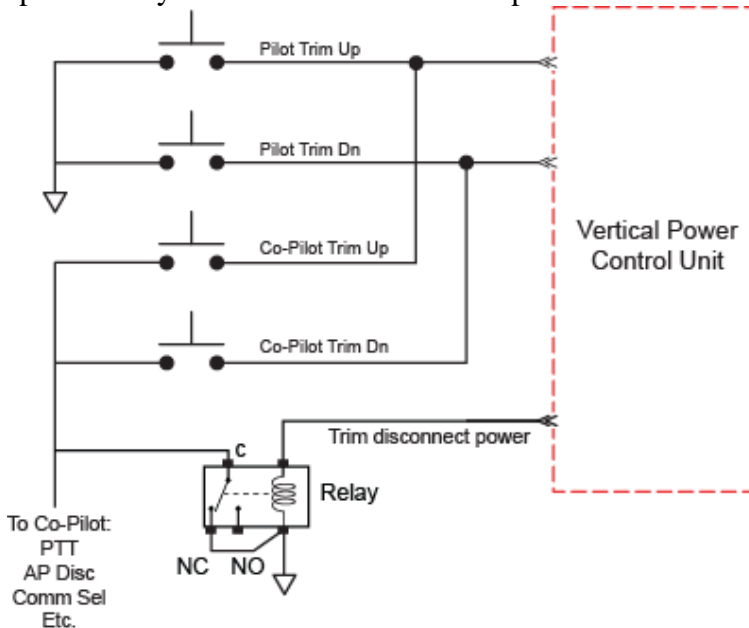 Pilot Trim Up
Pilot Trim Dn
Vertical Power
Control Unit
Co-Pilot Trim Up
Co-Pilot Trim Dn
Trim disconnect power
C
Relay
To Co-Pilot:
PTT
AP Disc
Comm Sel
Etc.
NC NO